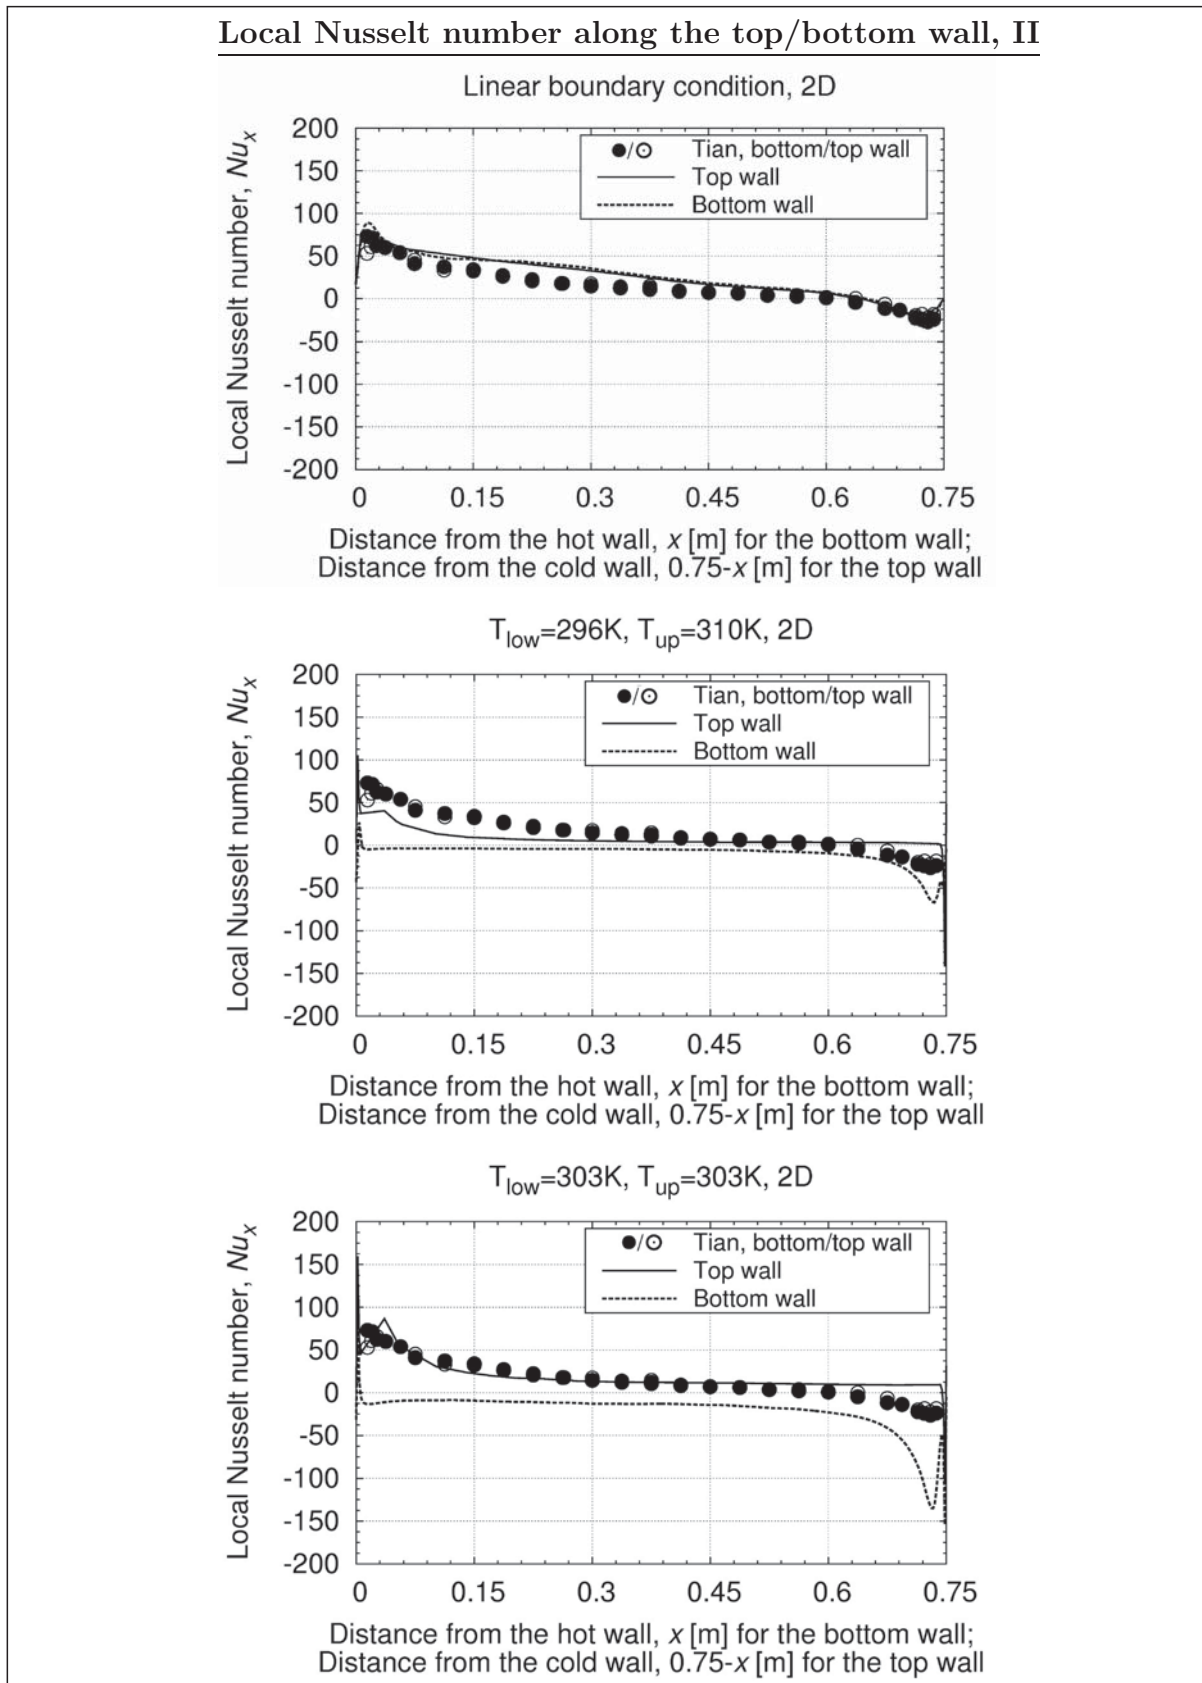 Local Nusselt number along the top/bottom wall, II
Linear boundary condition, 2D
Local Nusselt number, Nu_x
200
150
100
50
0
-50
-100
-150
-200
●/⊙ Tian, bottom/top wall
Top wall
Bottom wall
0 0.15 0.3 0.45 0.6 0.75
Distance from the hot wall, x [m] for the bottom wall;
Distance from the cold wall, 0.75-x [m] for the top wall
T_low=296K, T_up=310K, 2D
Local Nusselt number, Nu_x
200
150
100
50
0
-50
-100
-150
-200
●/⊙ Tian, bottom/top wall
Top wall
Bottom wall
0 0.15 0.3 0.45 0.6 0.75
Distance from the hot wall, x [m] for the bottom wall;
Distance from the cold wall, 0.75-x [m] for the top wall
T_low=303K, T_up=303K, 2D
Local Nusselt number, Nu_x
200
150
100
50
0
-50
-100
-150
-200
●/⊙ Tian, bottom/top wall
Top wall
Bottom wall
0 0.15 0.3 0.45 0.6 0.75
Distance from the hot wall, x [m] for the bottom wall;
Distance from the cold wall, 0.75-x [m] for the top wall